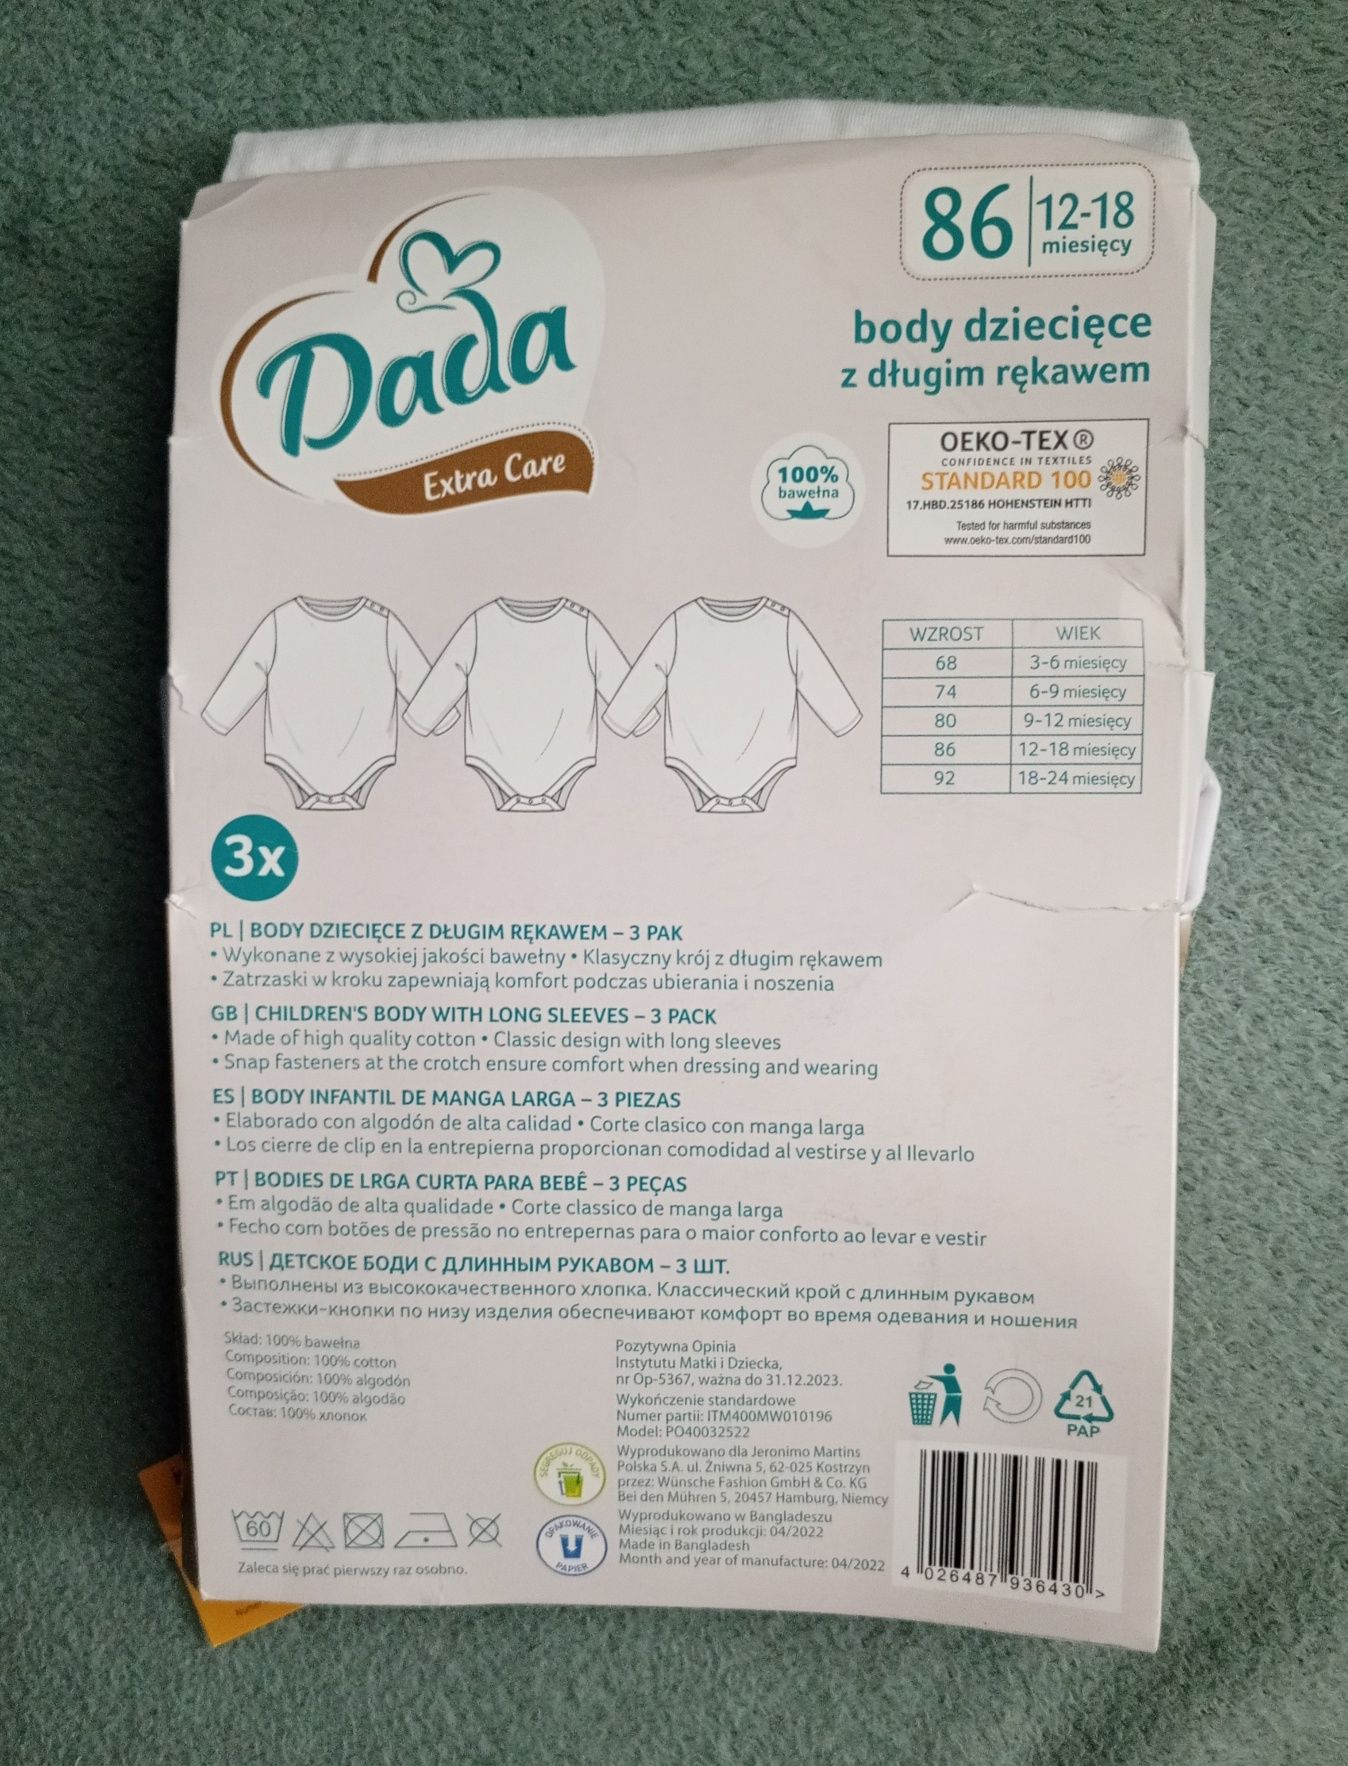 Dada
Extra Care
86
12-18
miesięcy
body dziecięce
z długim rękawem
100%
bawełna
OEKO-TEX®
CONFIDENCE IN TEXTILES
STANDARD 100
17.HBD.25186 HOHENSTEIN HTTI
Tested for harmful substances
www.oeko-tex.com/standard100
WZROST WIEK
68 3-6 miesięcy
74 6-9 miesięcy
80 9-12 miesięcy
86 12-18 miesięcy
92 18-24 miesięcy
3x
PL | BODY DZIECIĘCE Z DŁUGIM RĘKAWEM – 3 PAK
• Wykonane z wysokiej jakości bawełny • Klasyczny krój z długim rękawem
• Zatrzaski w kroku zapewniają komfort podczas ubierania i noszenia
GB | CHILDREN'S BODY WITH LONG SLEEVES – 3 PACK
• Made of high quality cotton • Classic design with long sleeves
• Snap fasteners at the crotch ensure comfort when dressing and wearing
ES | BODY INFANTIL DE MANGA LARGA – 3 PIEZAS
• Elaborado con algodón de alta calidad • Corte clasico con manga larga
• Los cierre de clip en la entrepierna proporcionan comodidad al vestirse y al llevarlo
PT | BODIES DE LRGA CURTA PARA BEBÊ – 3 PEÇAS
• Em algodão de alta qualidade • Corte classico de manga larga
• Fecho com botões de pressão no entrepernas para o maior conforto ao levar e vestir
RUS | ДЕТСКОЕ БОДИ С ДЛИННЫМ РУКАВОМ – 3 ШТ.
• Выполнены из высококачественного хлопка. Классический крой с длинным рукавом
• Застежки-кнопки по низу изделия обеспечивают комфорт во время одевания и ношения
Skład: 100% bawełna
Composition: 100% cotton
Composición: 100% algodón
Composição: 100% algodão
Состав: 100% хлопок
Pozytywna Opinia
Instytutu Matki i Dziecka,
nr Op-5367, ważna do 31.12.2023.
Wykończenie standardowe
Numer partii: ITM400MW010196
Model: PO40032522
Wyprodukowano dla Jeronimo Martins
Polska S.A. ul. Żniwna 5, 62-025 Kostrzyn
przez: Wünsche Fashion GmbH & Co. KG
Bei den Mühren 5, 20457 Hamburg, Niemcy
Wyprodukowano w Bangladeszu
Miesiąc i rok produkcji: 04/2022
Made in Bangladesh
Month and year of manufacture: 04/2022
SEGREGUJ ODPADY
OPAKOWANIE
PAPIER
60
Zaleca się prać pierwszy raz osobno.
21
PAP
4 026487 936430 >